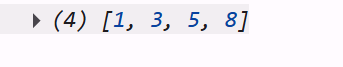 (4) [1, 3, 5, 8]